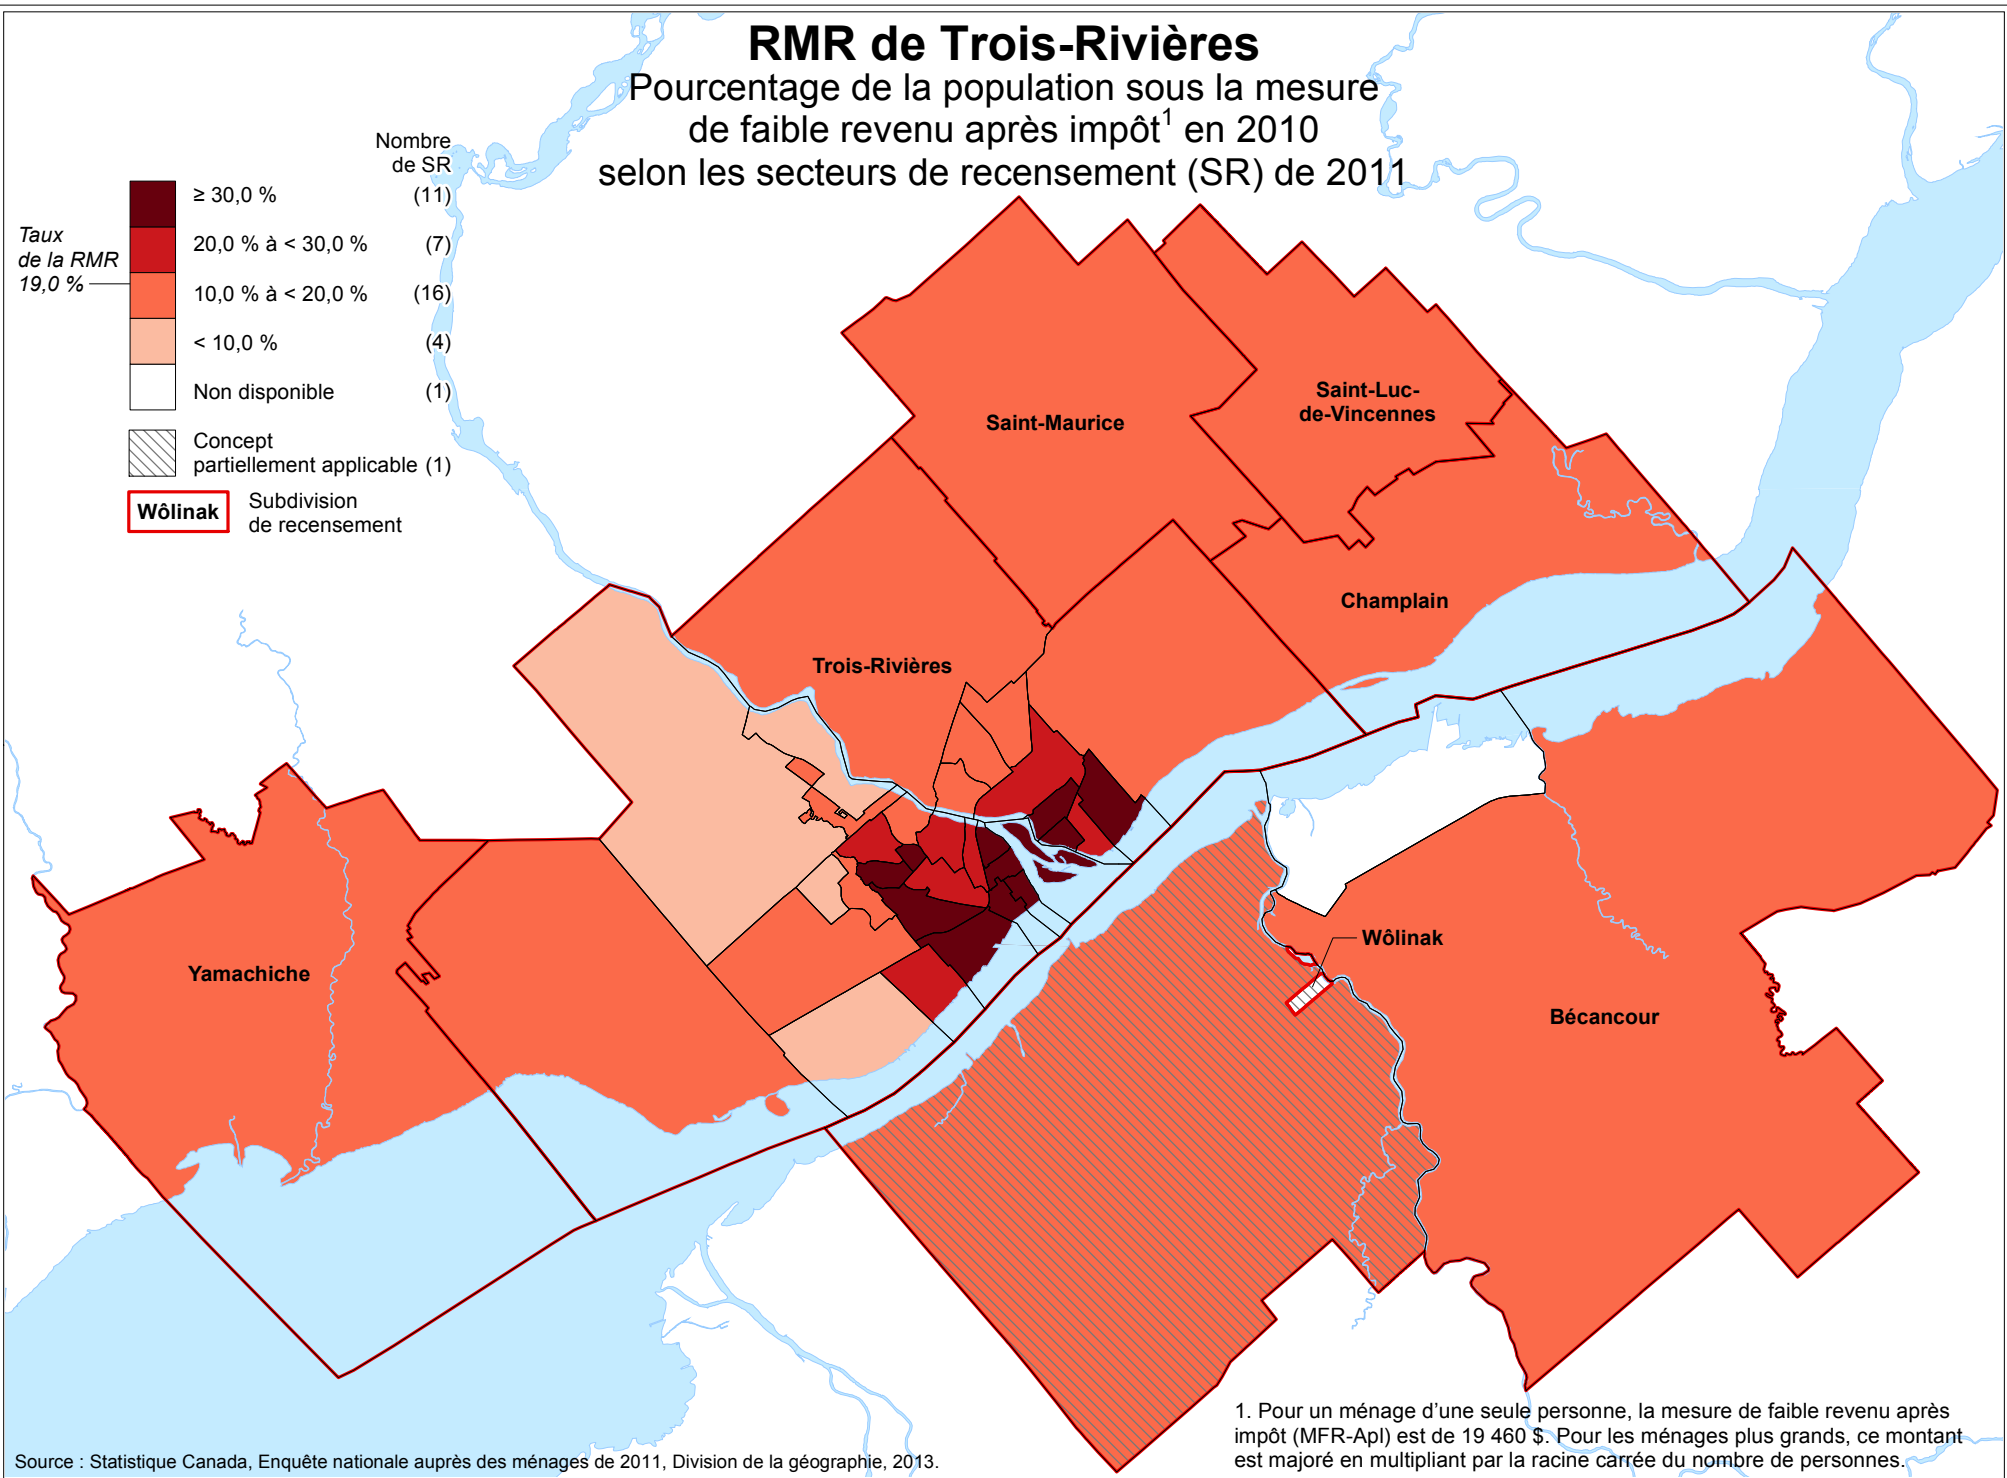 RMR de Trois-Rivières
Pourcentage de la population sous la mesure
de faible revenu après impôt¹ en 2010
selon les secteurs de recensement (SR) de 2011
Nombre
de SR
≥ 30,0 % (11)
20,0 % à < 30,0 % (7)
Taux
de la RMR
19,0 %
10,0 % à < 20,0 % (16)
< 10,0 % (4)
Non disponible (1)
Concept
partiellement applicable (1)
Wôlinak
Subdivision
de recensement
Saint-Maurice
Saint-Luc-
de-Vincennes
Champlain
Trois-Rivières
Yamachiche
Wôlinak
Bécancour
1. Pour un ménage d'une seule personne, la mesure de faible revenu après
impôt (MFR-ApI) est de 19 460 $. Pour les ménages plus grands, ce montant
est majoré en multipliant par la racine carrée du nombre de personnes.
Source : Statistique Canada, Enquête nationale auprès des ménages de 2011, Division de la géographie, 2013.